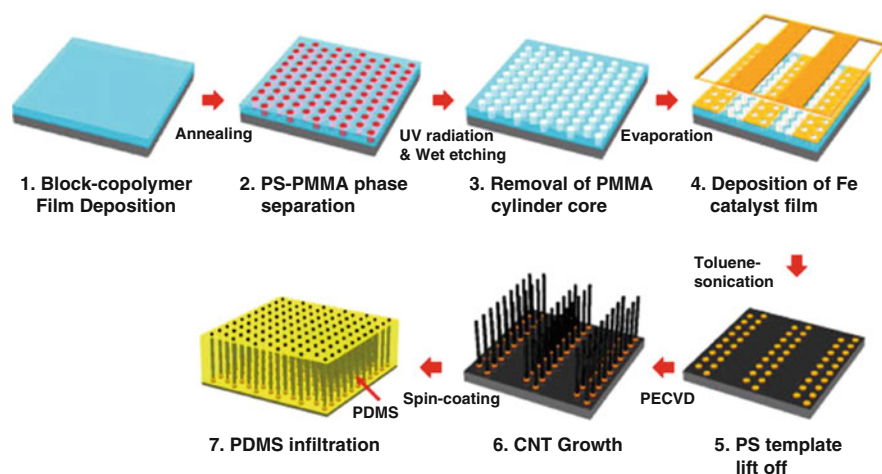 Annealing
UV radiation
& Wet etching
Evaporation
1. Block-copolymer
Film Deposition
2. PS-PMMA phase
separation
3. Removal of PMMA
cylinder core
4. Deposition of Fe
catalyst film
Toluene-
sonication
PDMS
Spin-coating
PECVD
7. PDMS infiltration
6. CNT Growth
5. PS template
lift off